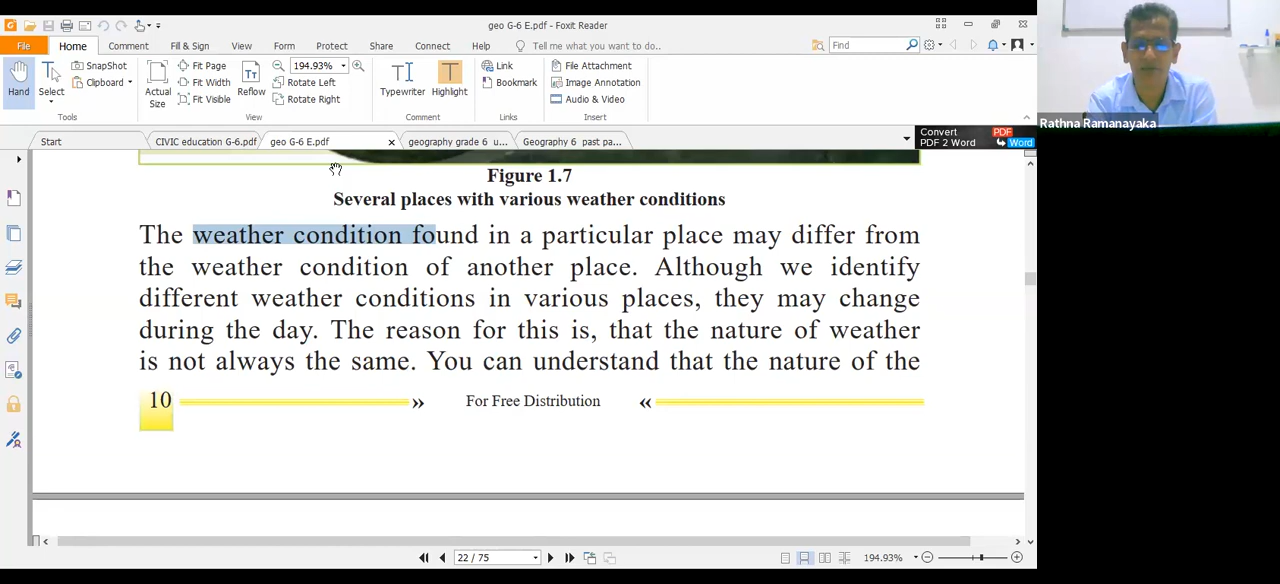 geo G-6 E.pdf - Foxit Reader
File Home Comment Fill & Sign View Form Protect Share Connect Help Tell me what you want to do.. Find
SnapShot Fit Page 194.93% Link File Attachment
Clipboard Fit Width Rotate Left Bookmark Image Annotation
Hand Select Actual Size Fit Visible Reflow Rotate Right Typewriter Highlight Audio & Video
Tools View Comment Links Insert
Rathna Ramanayaka
Start CIVIC education G-6.pdf geo G-6 E.pdf geography grade 6 u... Geography 6 past pa...
Convert PDF
PDF 2 Word Word
Figure 1.7
Several places with various weather conditions
The weather condition found in a particular place may differ from
the weather condition of another place. Although we identify
different weather conditions in various places, they may change
during the day. The reason for this is, that the nature of weather
is not always the same. You can understand that the nature of the
10 » For Free Distribution «
22 / 75 194.93%